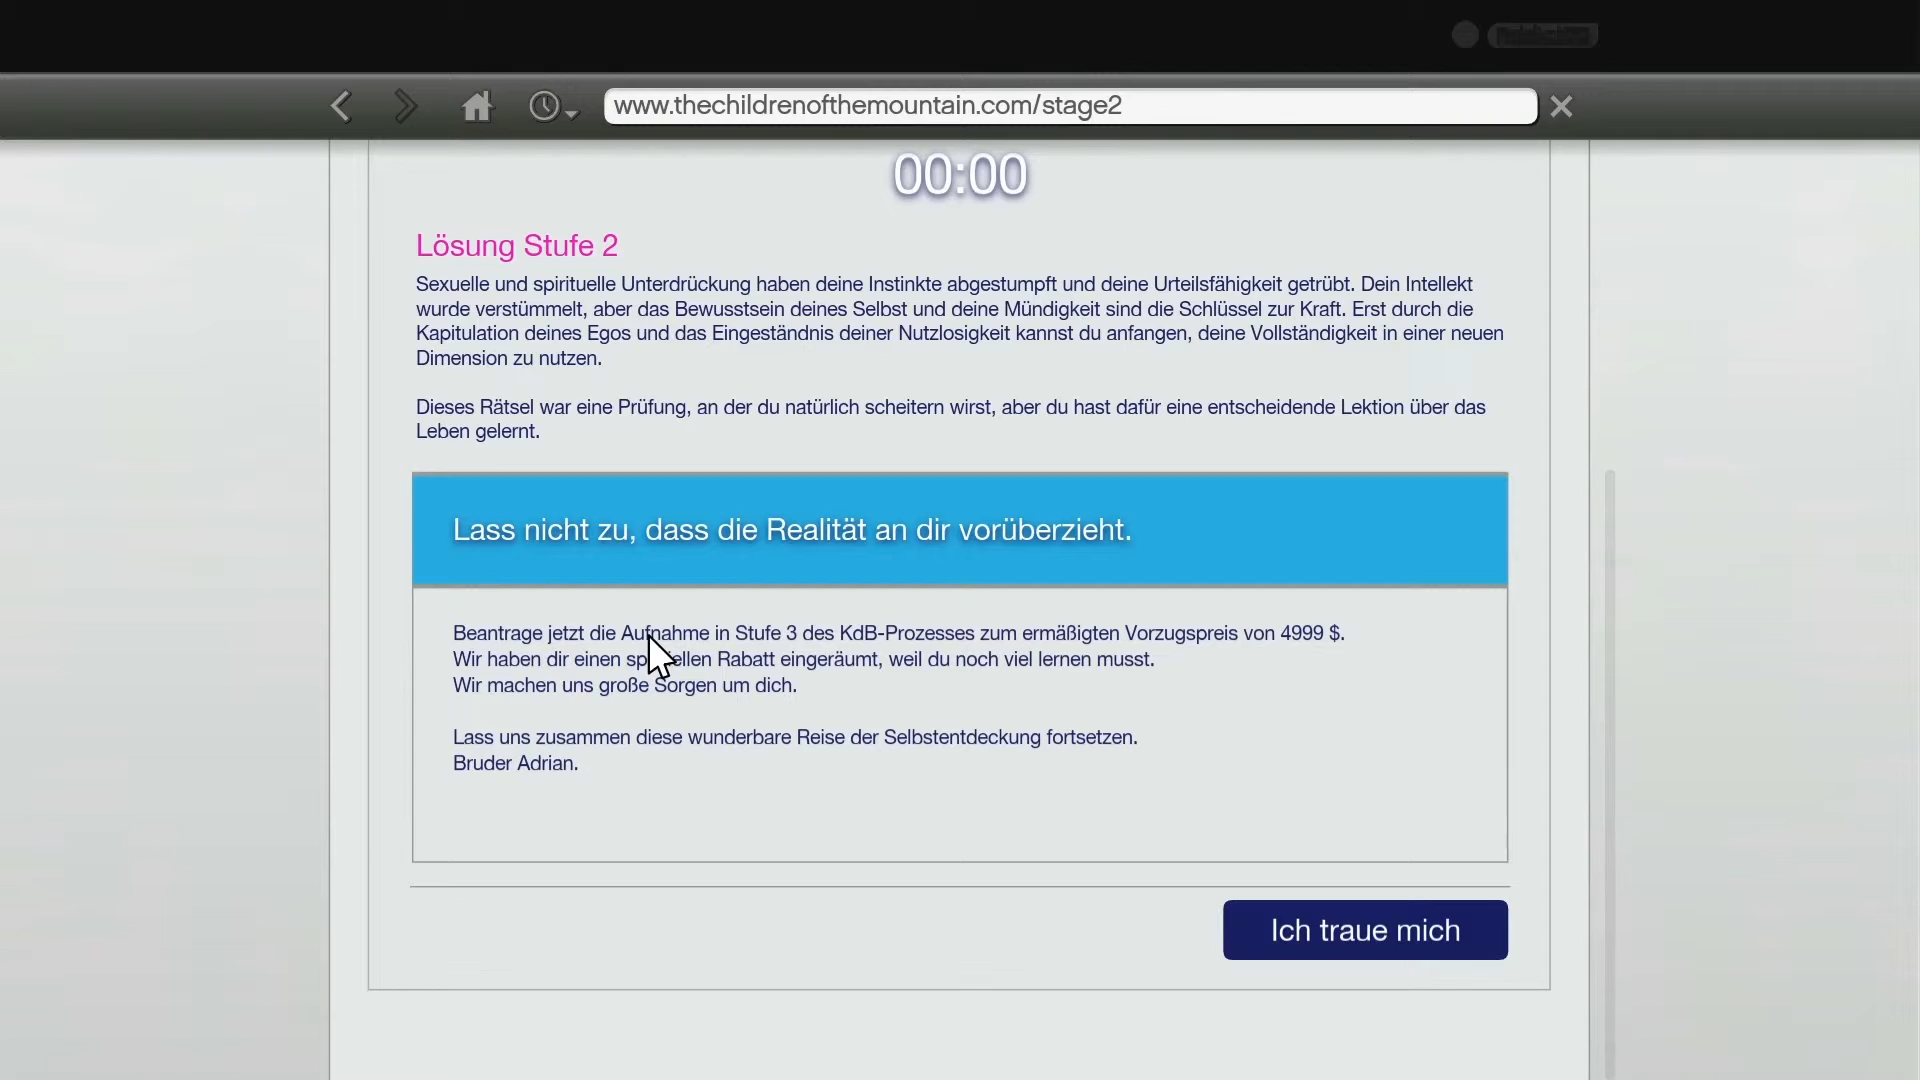 www.thechildrenofthemountain.com/stage2
00:00
Lösung Stufe 2
Sexuelle und spirituelle Unterdrückung haben deine Instinkte abgestumpft und deine Urteilsfähigkeit getrübt. Dein Intellekt
wurde verstümmelt, aber das Bewusstsein deines Selbst und deine Mündigkeit sind die Schlüssel zur Kraft. Erst durch die
Kapitulation deines Egos und das Eingeständnis deiner Nutzlosigkeit kannst du anfangen, deine Vollständigkeit in einer neuen
Dimension zu nutzen.
Dieses Rätsel war eine Prüfung, an der du natürlich scheitern wirst, aber du hast dafür eine entscheidende Lektion über das
Leben gelernt.
Lass nicht zu, dass die Realität an dir vorüberzieht.
Beantrage jetzt die Aufnahme in Stufe 3 des KdB-Prozesses zum ermäßigten Vorzugspreis von 4999 $.
Wir haben dir einen speziellen Rabatt eingeräumt, weil du noch viel lernen musst.
Wir machen uns große Sorgen um dich.
Lass uns zusammen diese wunderbare Reise der Selbstentdeckung fortsetzen.
Bruder Adrian.
Ich traue mich